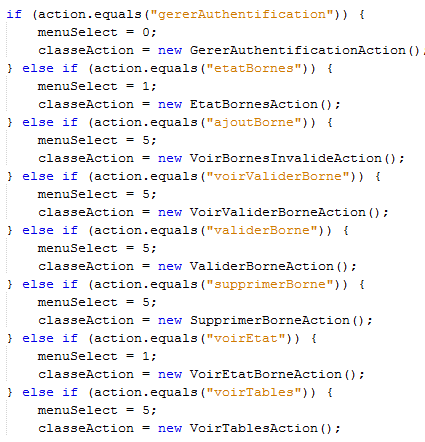 if (action.equals("gererAuthentification")) {
menuSelect = 0;
classeAction = new GererAuthentificationAction();
} else if (action.equals("etatBornes")) {
menuSelect = 1;
classeAction = new EtatBornesAction();
} else if (action.equals("ajoutBorne")) {
menuSelect = 5;
classeAction = new VoirBornesInvalideAction();
} else if (action.equals("voirValiderBorne")) {
menuSelect = 5;
classeAction = new VoirValiderBorneAction();
} else if (action.equals("validerBorne")) {
menuSelect = 5;
classeAction = new ValiderBorneAction();
} else if (action.equals("supprimerBorne")) {
menuSelect = 5;
classeAction = new SupprimerBorneAction();
} else if (action.equals("voirEtat")) {
menuSelect = 1;
classeAction = new VoirEtatBorneAction();
} else if (action.equals("voirTables")) {
menuSelect = 5;
classeAction = new VoirTablesAction();